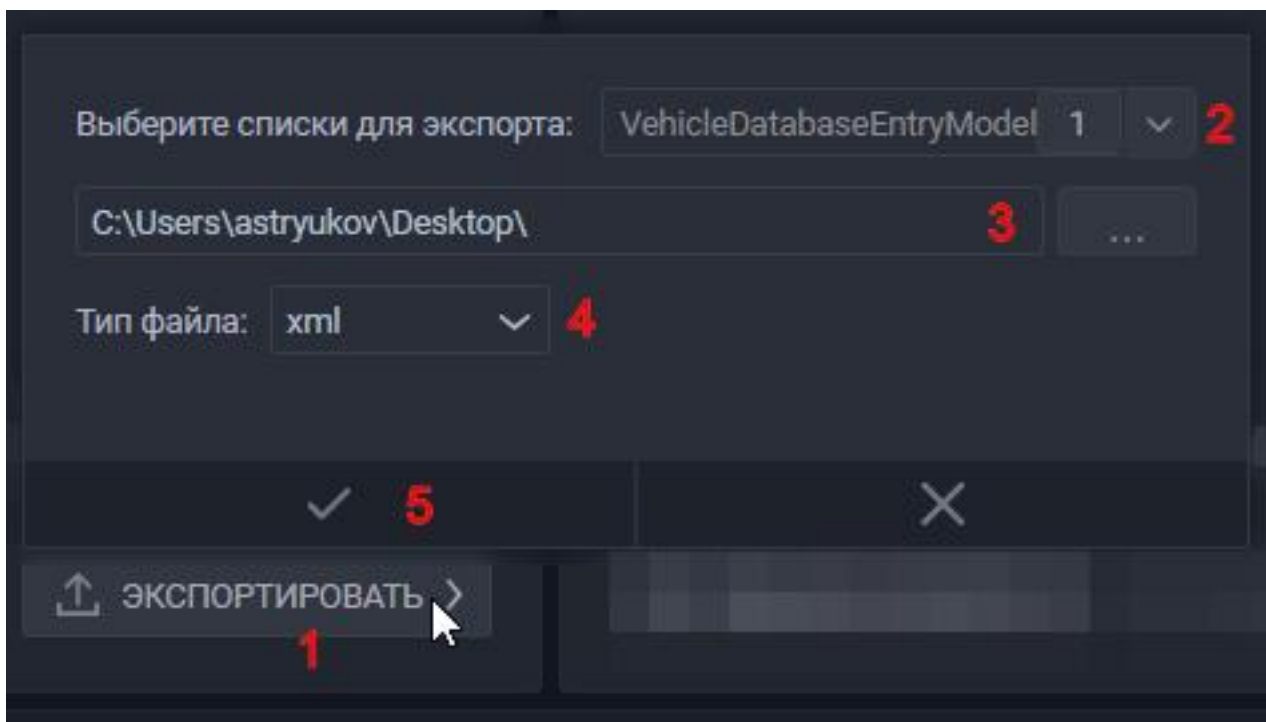 Выберите списки для экспорта: VehicleDatabaseEntryModel 1 2
C:\Users\astryukov\Desktop\ 3 ...
Тип файла: xml 4
5
ЭКСПОРТИРОВАТЬ
1